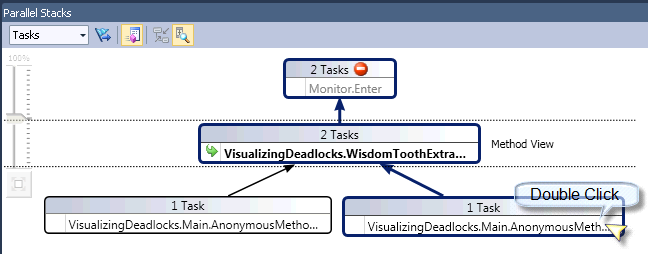 Parallel Stacks
Tasks
100%
2 Tasks
Monitor.Enter
2 Tasks
VisualizingDeadlocks.WisdomToothExtra...
Method View
Double Click
1 Task
VisualizingDeadlocks.Main.AnonymousMetho...
1 Task
VisualizingDeadlocks.Main.AnonymousMeth...